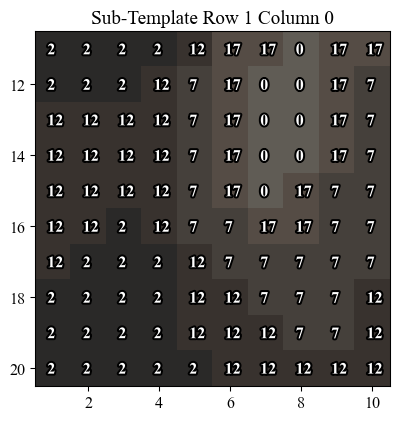 Sub-Template Row 1 Column 0
2 2 2 2 12 17 17 0 17 17
12 2 2 2 12 7 17 0 0 17 7
12 12 12 12 7 17 0 0 17 7
14 12 12 12 12 7 17 0 0 17 7
12 12 12 12 7 17 0 17 7 7
16 12 12 2 12 7 7 17 17 7 7
12 2 2 2 12 7 7 7 7 7
18 2 2 2 2 12 12 7 7 7 12
2 2 2 2 12 12 12 7 7 12
20 2 2 2 2 2 12 12 12 12 12
2 4 6 8 10